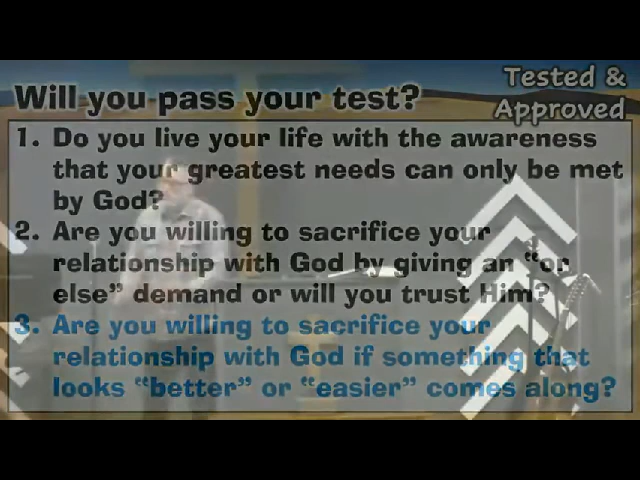 Tested &
Approved
Will you pass your test?
1. Do you live your life with the awareness
that your greatest needs can only be met
by God?
2. Are you willing to sacrifice your
relationship with God by giving an “or
else” demand or will you trust Him?
3. Are you willing to sacrifice your
relationship with God if something that
looks “better” or “easier” comes along?